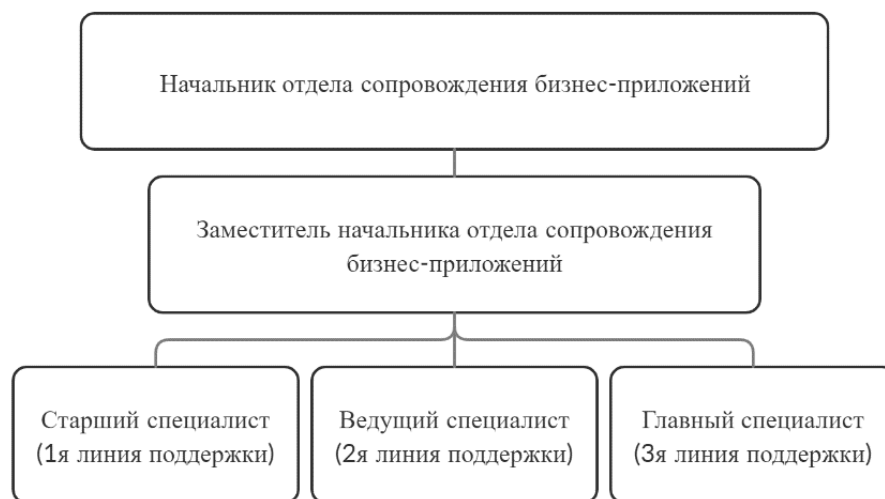 Начальник отдела сопровождения бизнес-приложений
Заместитель начальника отдела сопровождения
бизнес-приложений
Старший специалист
(1я линия поддержки)
Ведущий специалист
(2я линия поддержки)
Главный специалист
(3я линия поддержки)